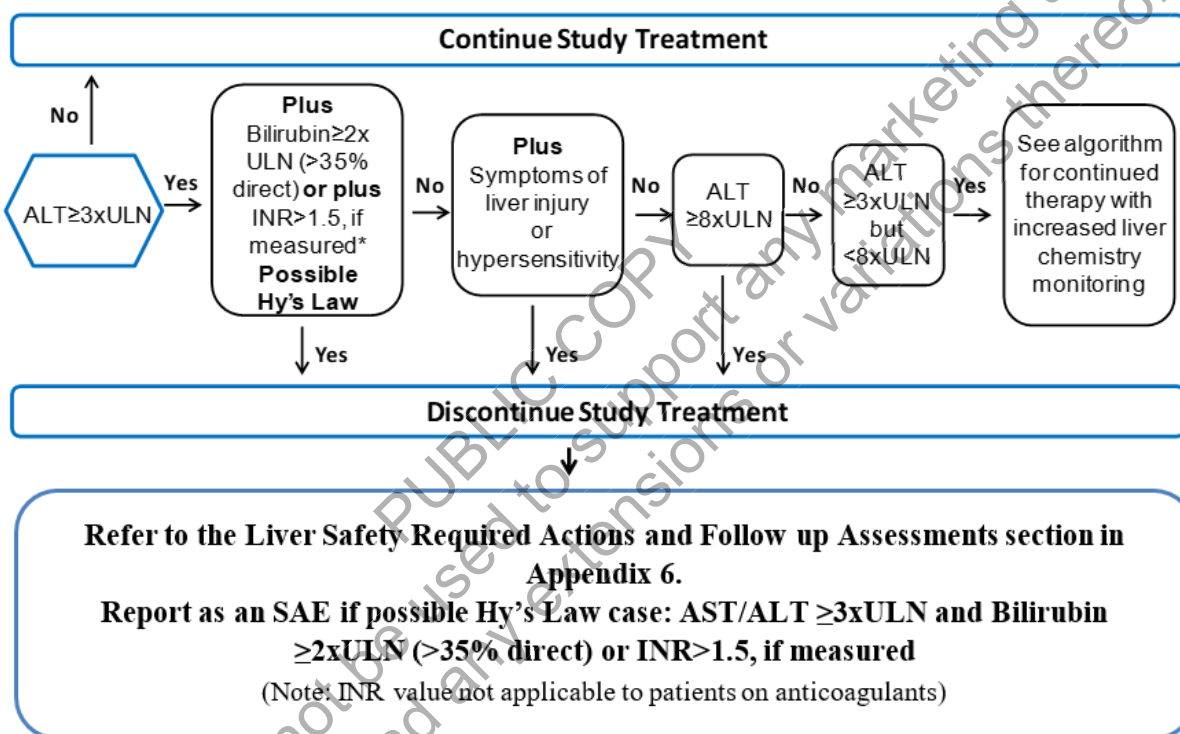 Continue Study Treatment
No
ALT≥3xULN
Yes
Plus
Bilirubin≥2x
ULN (>35%
direct) or plus
INR>1.5, if
measured*
Possible
Hy's Law
No
Yes
Plus
Symptoms of
liver injury
or
hypersensitivity
No
Yes
ALT
≥8xULN
No
Yes
ALT
≥3xULN
but
<8xULN
Yes
See algorithm
for continued
therapy with
increased liver
chemistry
monitoring
Discontinue Study Treatment
Refer to the Liver Safety Required Actions and Follow up Assessments section in
Appendix 6.
Report as an SAE if possible Hy's Law case: AST/ALT ≥3xULN and Bilirubin
≥2xULN (>35% direct) or INR>1.5, if measured
(Note: INR value not applicable to patients on anticoagulants)
PUBLIC COPY
not be used to support any marketing
and any extensions or variations thereof